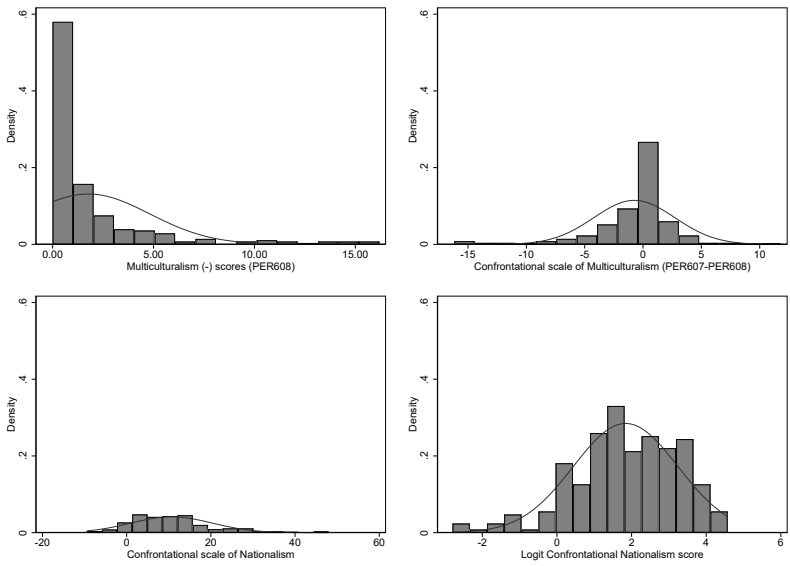 .6
.4
.2
0
Density
0.00 5.00 10.00 15.00
Multiculturalism (-) scores (PER608)
.6
.4
.2
0
Density
-15 -10 -5 0 5 10
Confrontational scale of Multiculturalism (PER607-PER608)
.6
.4
.2
0
Density
-20 0 20 40 60
Confrontational scale of Nationalism
.6
.4
.2
0
Density
-2 0 2 4 6
Logit Confrontational Nationalism score